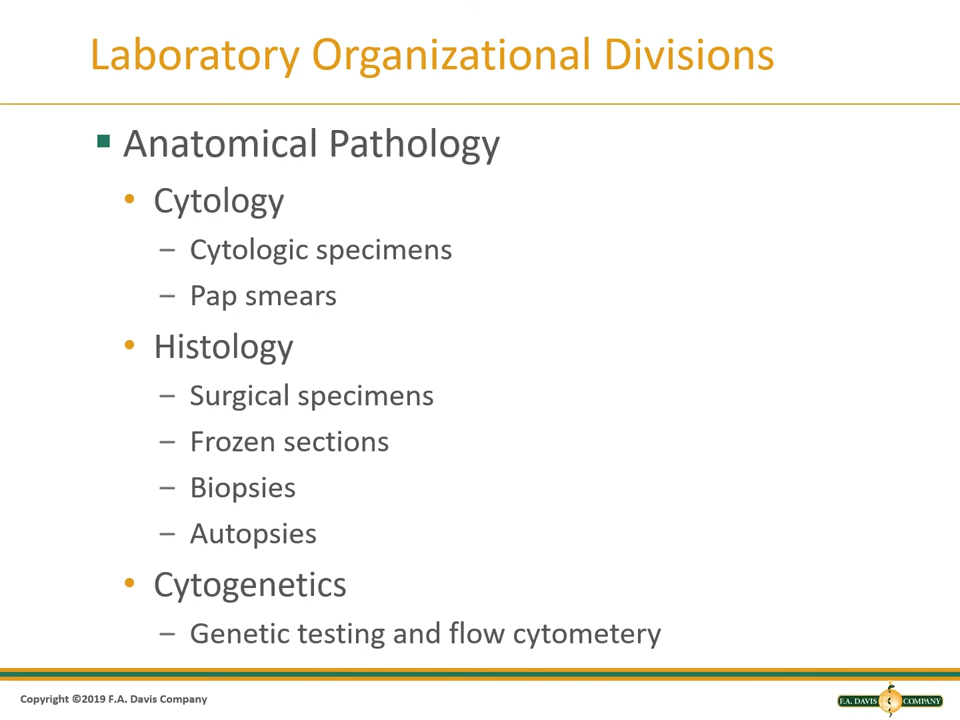 Laboratory Organizational Divisions
▪ Anatomical Pathology
• Cytology
– Cytologic specimens
– Pap smears
• Histology
– Surgical specimens
– Frozen sections
– Biopsies
– Autopsies
• Cytogenetics
– Genetic testing and flow cytometery
Copyright ©2019 F.A. Davis Company
F.A. DAVIS COMPANY